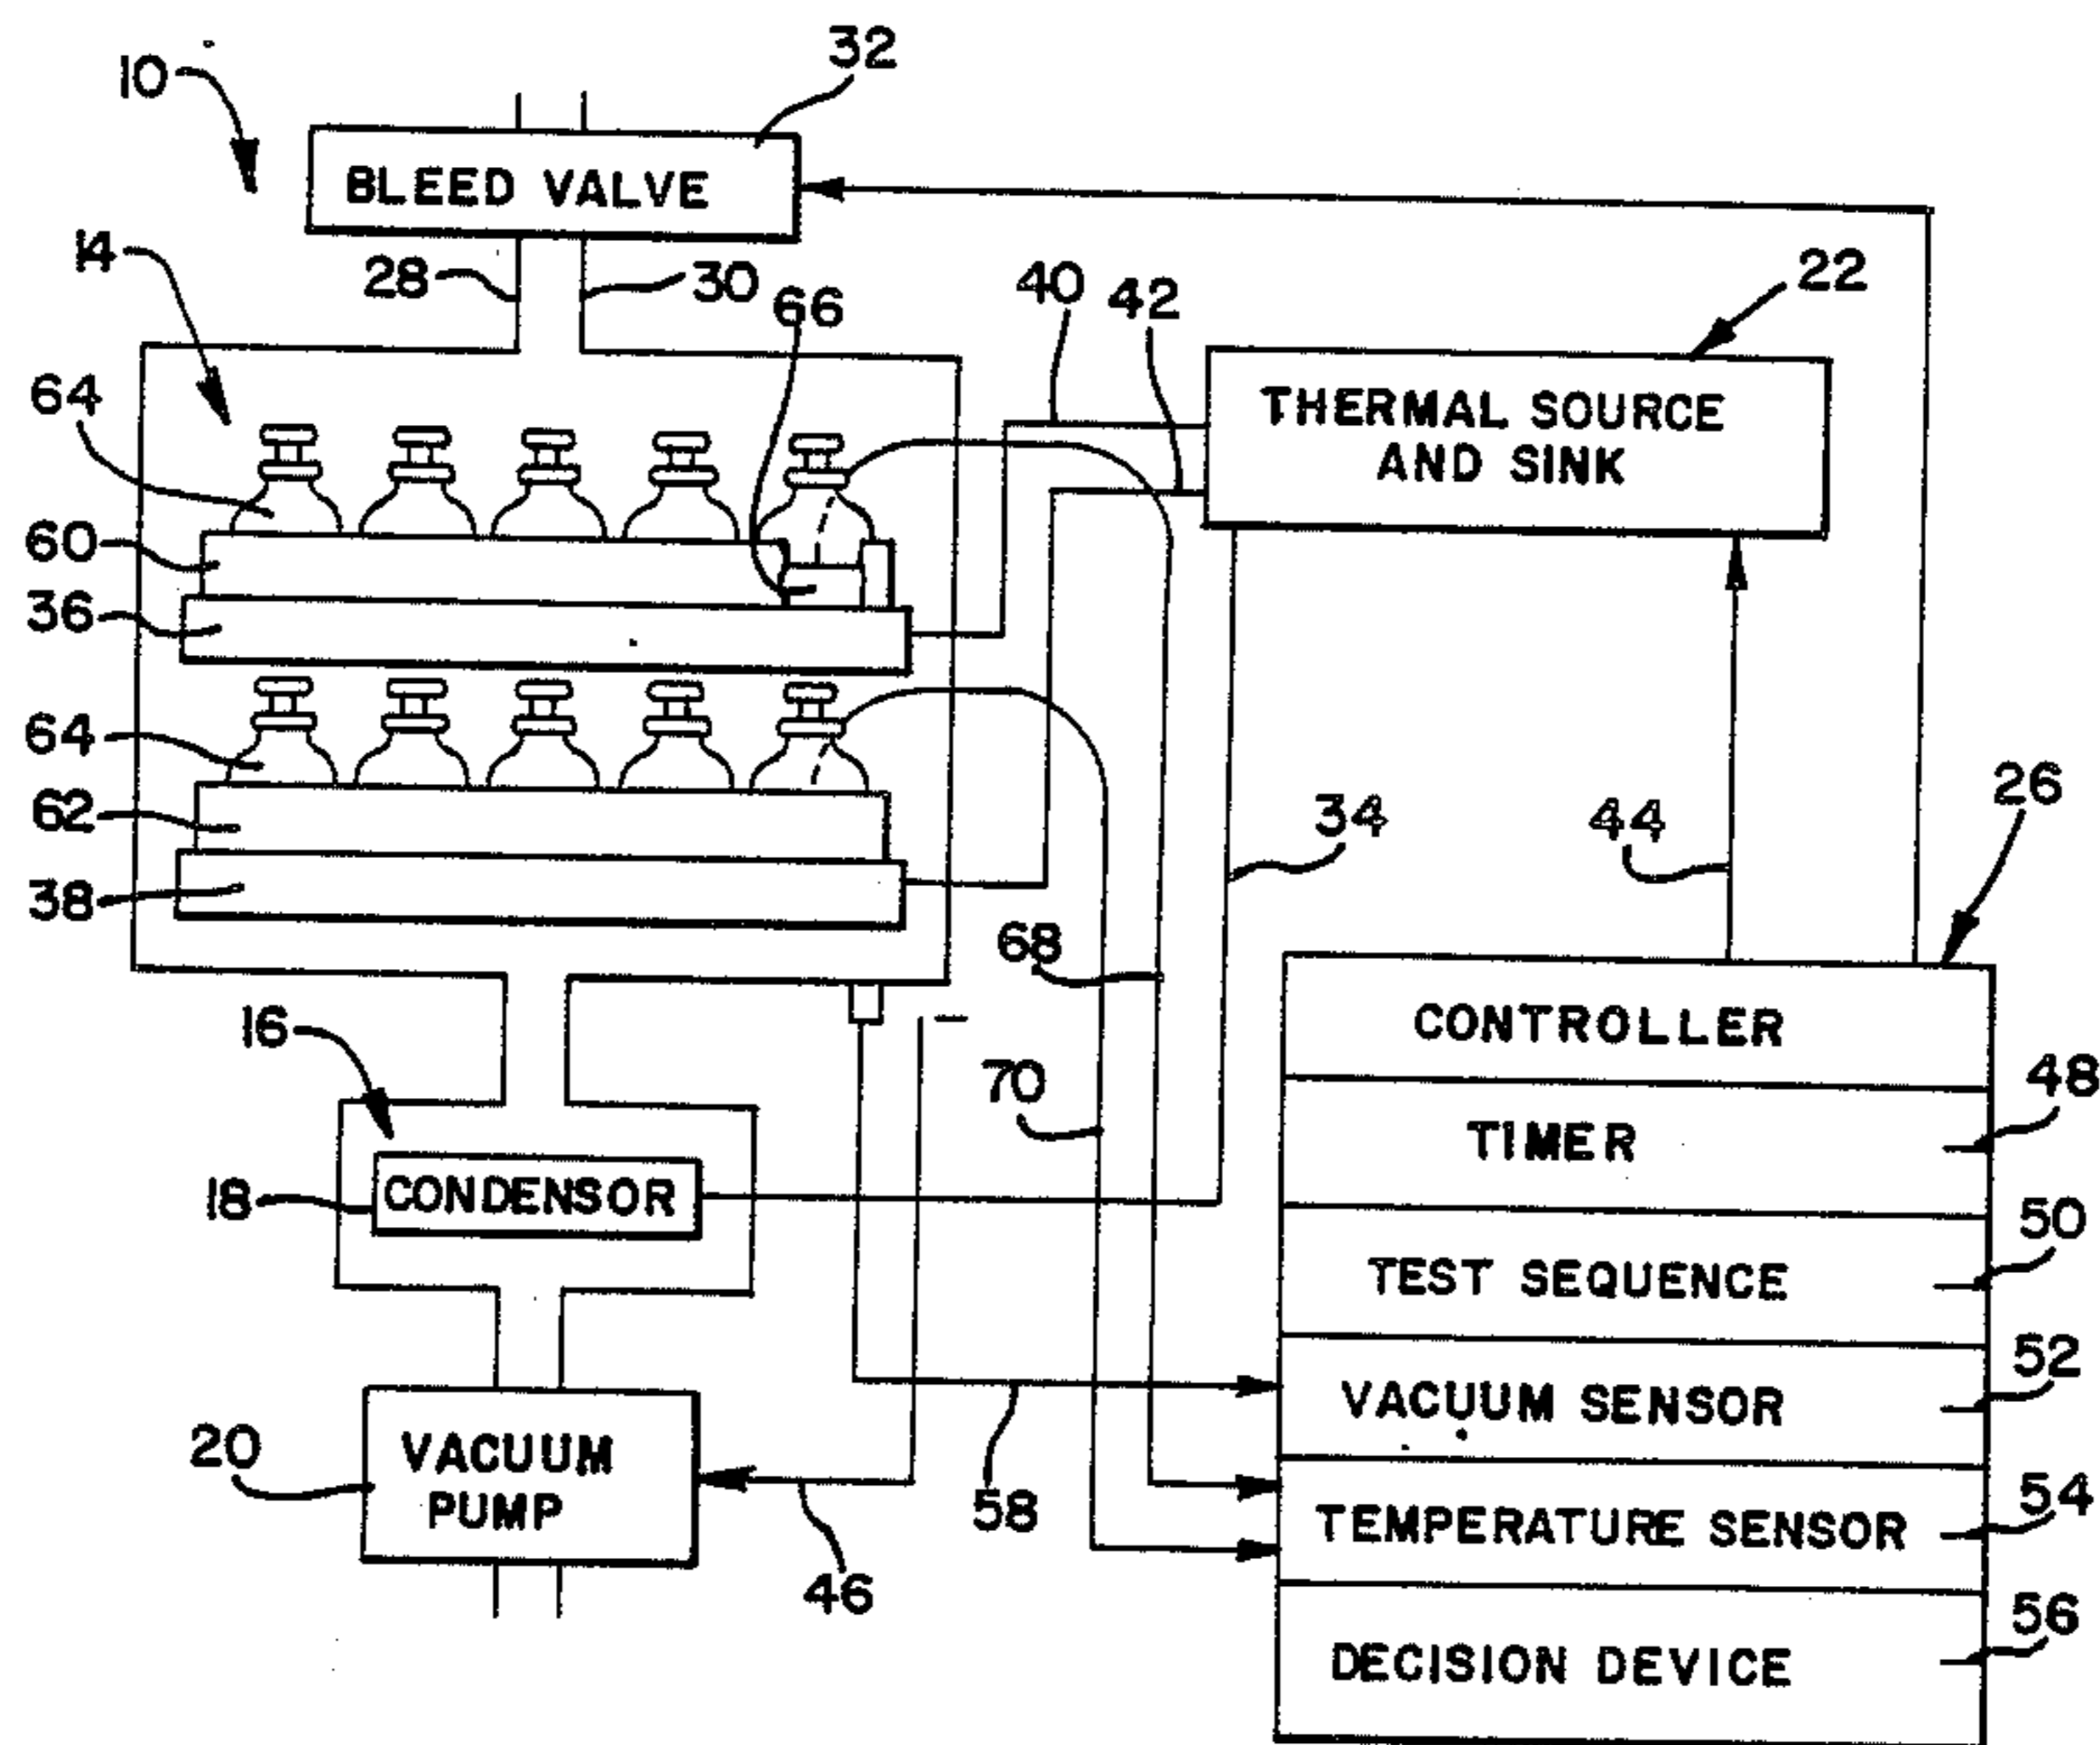 10
32
BLEED VALVE
14
28
30
66
40
42
22
THERMAL SOURCE
AND SINK
64
60
36
64
62
38
34
44
26
68
70
16
CONTROLLER
48
TIMER
18
CONDENSOR
50
TEST SEQUENCE
52
VACUUM SENSOR
20
VACUUM
PUMP
46
58
54
TEMPERATURE SENSOR
56
DECISION DEVICE